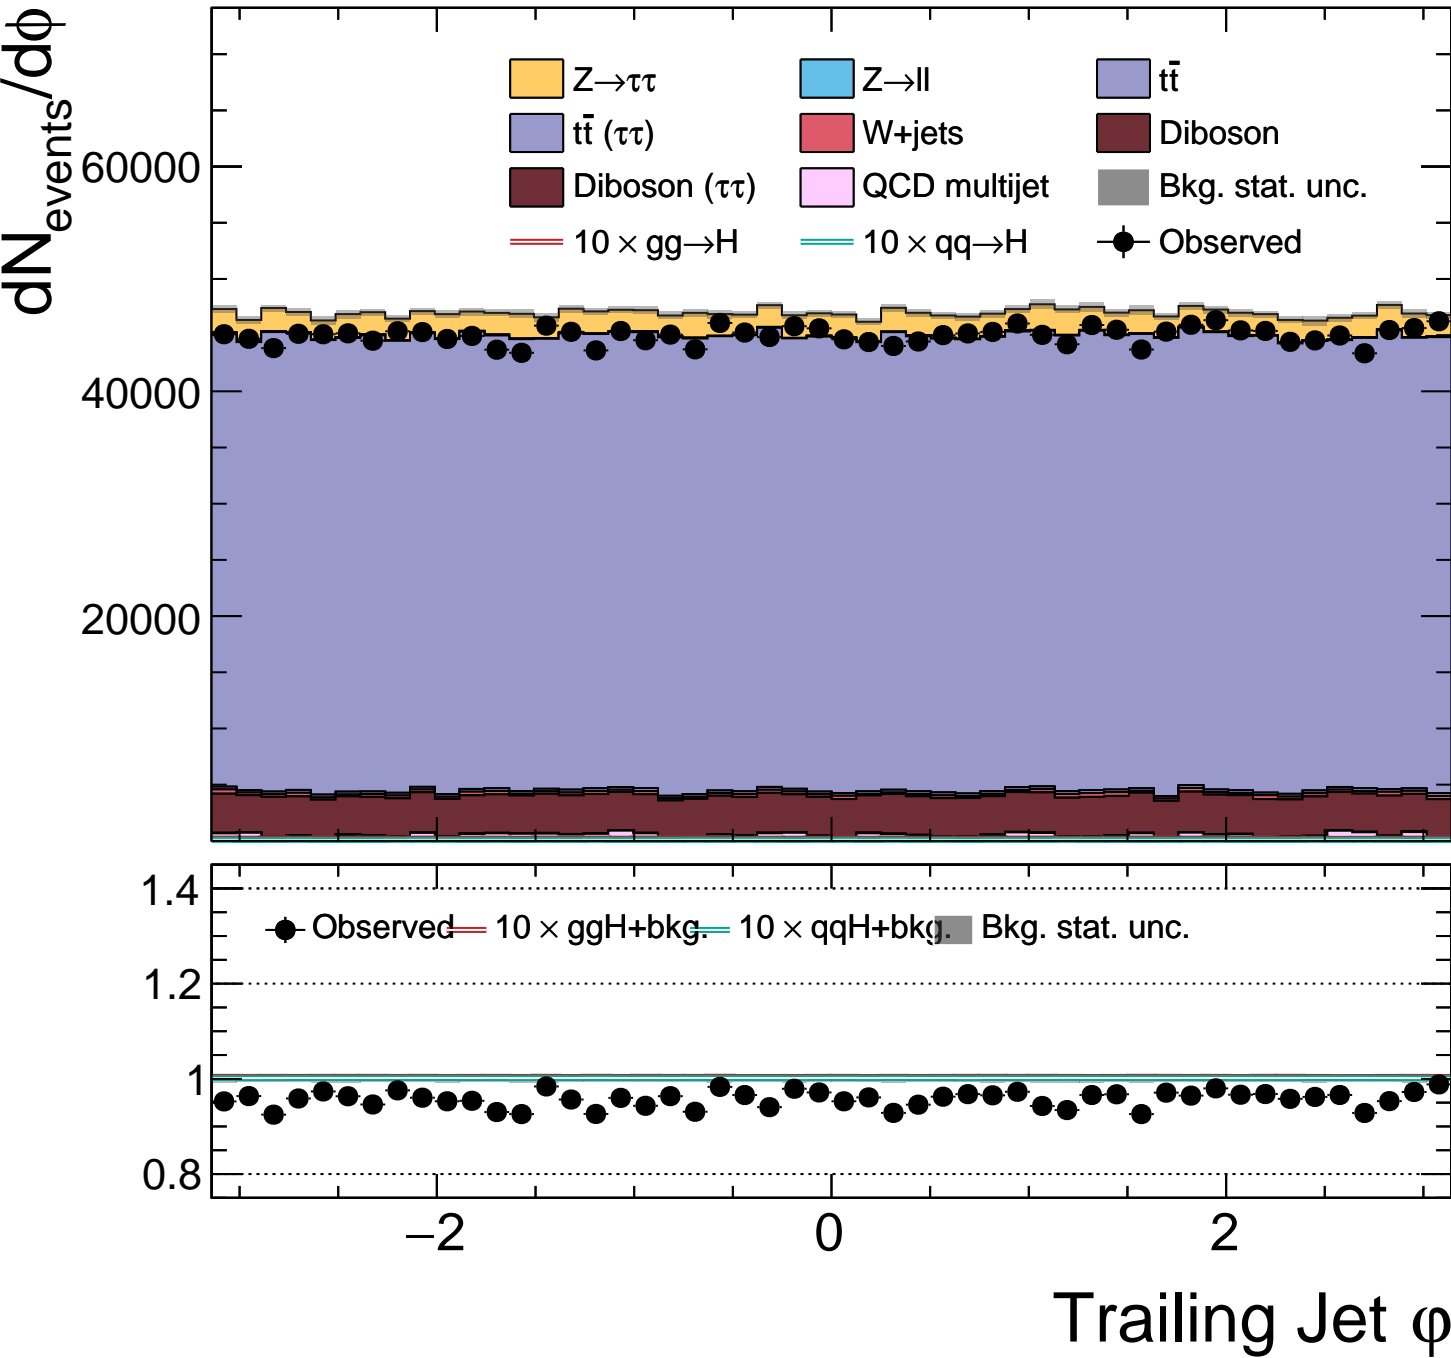 dN_events/dϕ
Z→ττ Z→ll tt̄
tt̄ (ττ) W+jets Diboson
Diboson (ττ) QCD multijet Bkg. stat. unc.
10 × gg→H 10 × qq→H Observed
60000
40000
20000
1.4
Observed 10 × ggH+bkg. 10 × qqH+bkg. Bkg. stat. unc.
1.2
1
0.8
−2 0 2
Trailing Jet φ